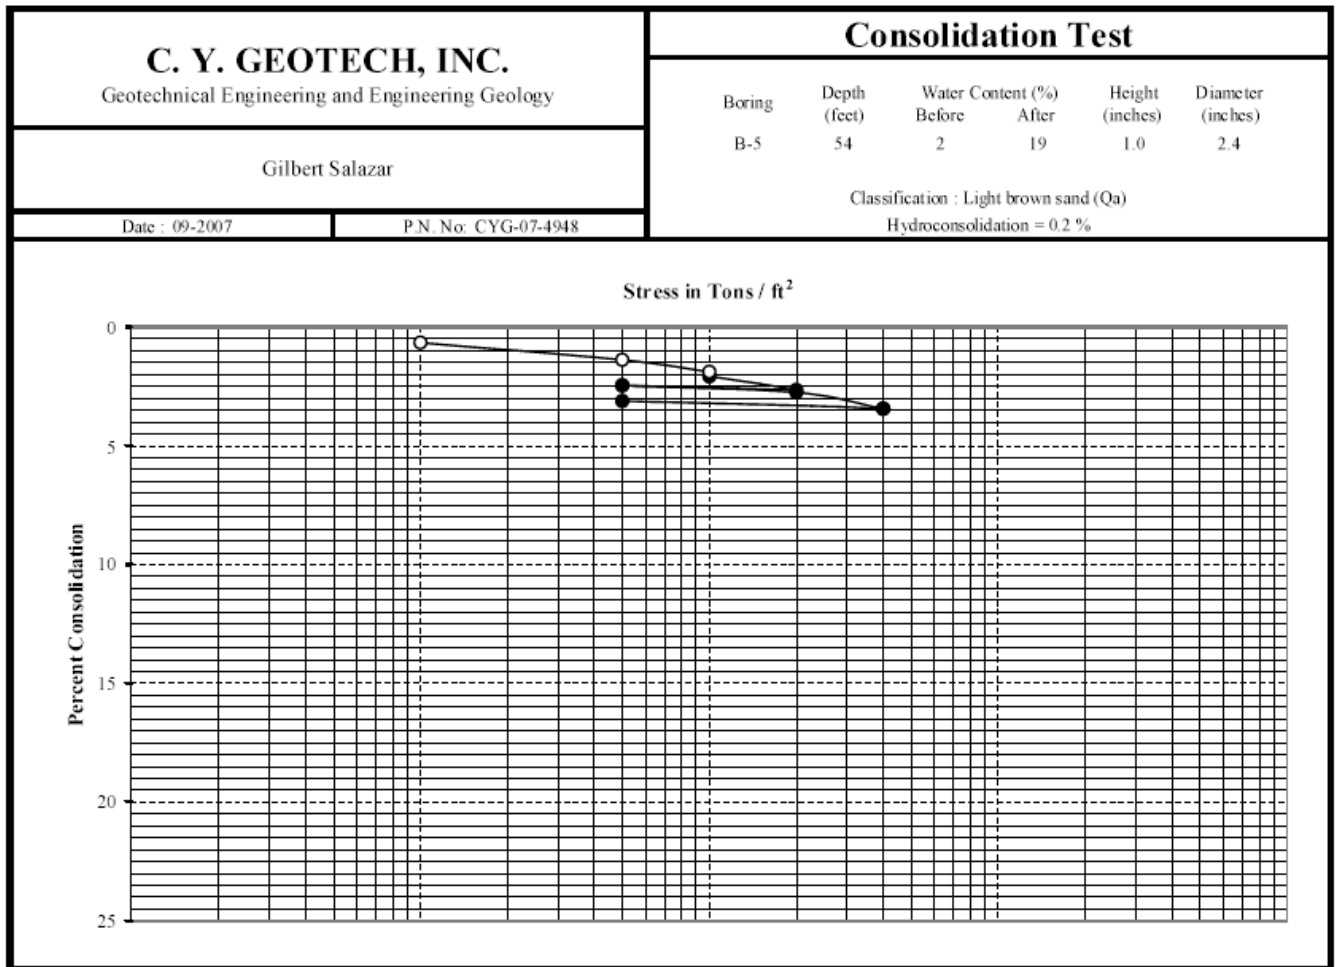 C. Y. GEOTECH, INC.
Geotechnical Engineering and Engineering Geology
Gilbert Salazar
Date : 09-2007
P.N. No: CYG-07-4948
Consolidation Test
Boring
Depth (feet)
Water Content (%)
Before
After
Height (inches)
Diameter (inches)
B-5
54
2
19
1.0
2.4
Classification : Light brown sand (Qa)
Hydroconsolidation = 0.2 %
Stress in Tons / ft²
Percent Consolidation
0
5
10
15
20
25